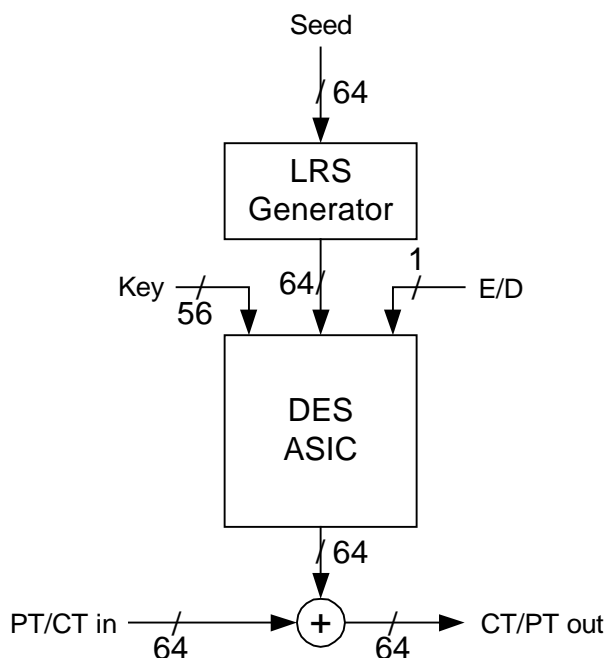 Seed
64
LRS
Generator
64
1
Key
56
E/D
DES
ASIC
64
PT/CT in
64
+
64
CT/PT out